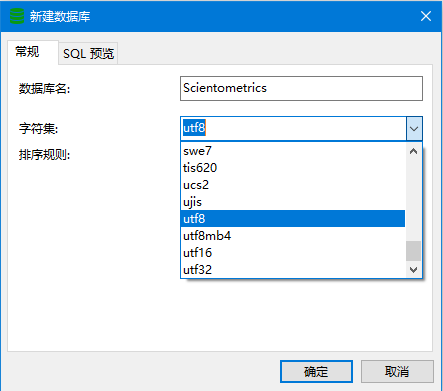 新建数据库
常规
SQL 预览
数据库名:
Scientometrics
字符集:
utf8
排序规则:
swe7
tis620
ucs2
ujis
utf8
utf8mb4
utf16
utf32
确定
取消